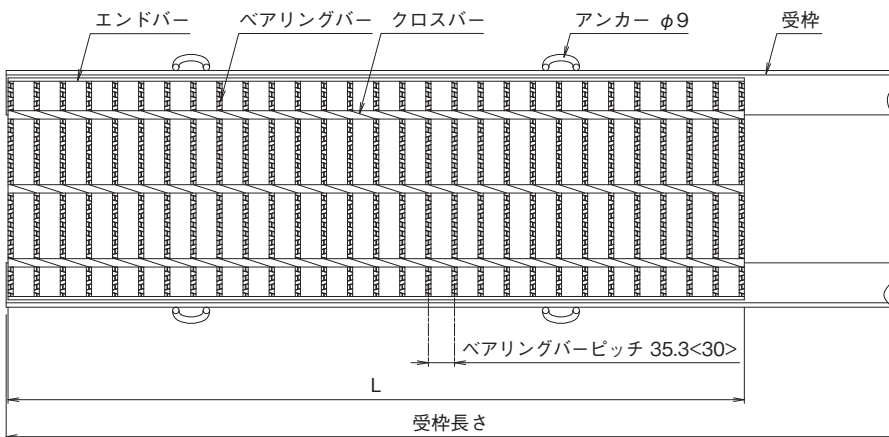 エンドバー
ベアリングバー
クロスバー
アンカー φ9
受枠
ベアリングバーピッチ 35.3<30>
L
受枠長さ